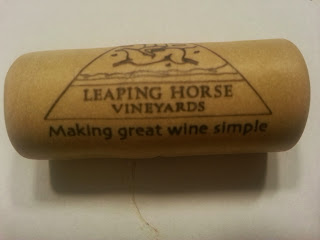 LEAPING HORSE
VINEYARDS
Making great wine simple